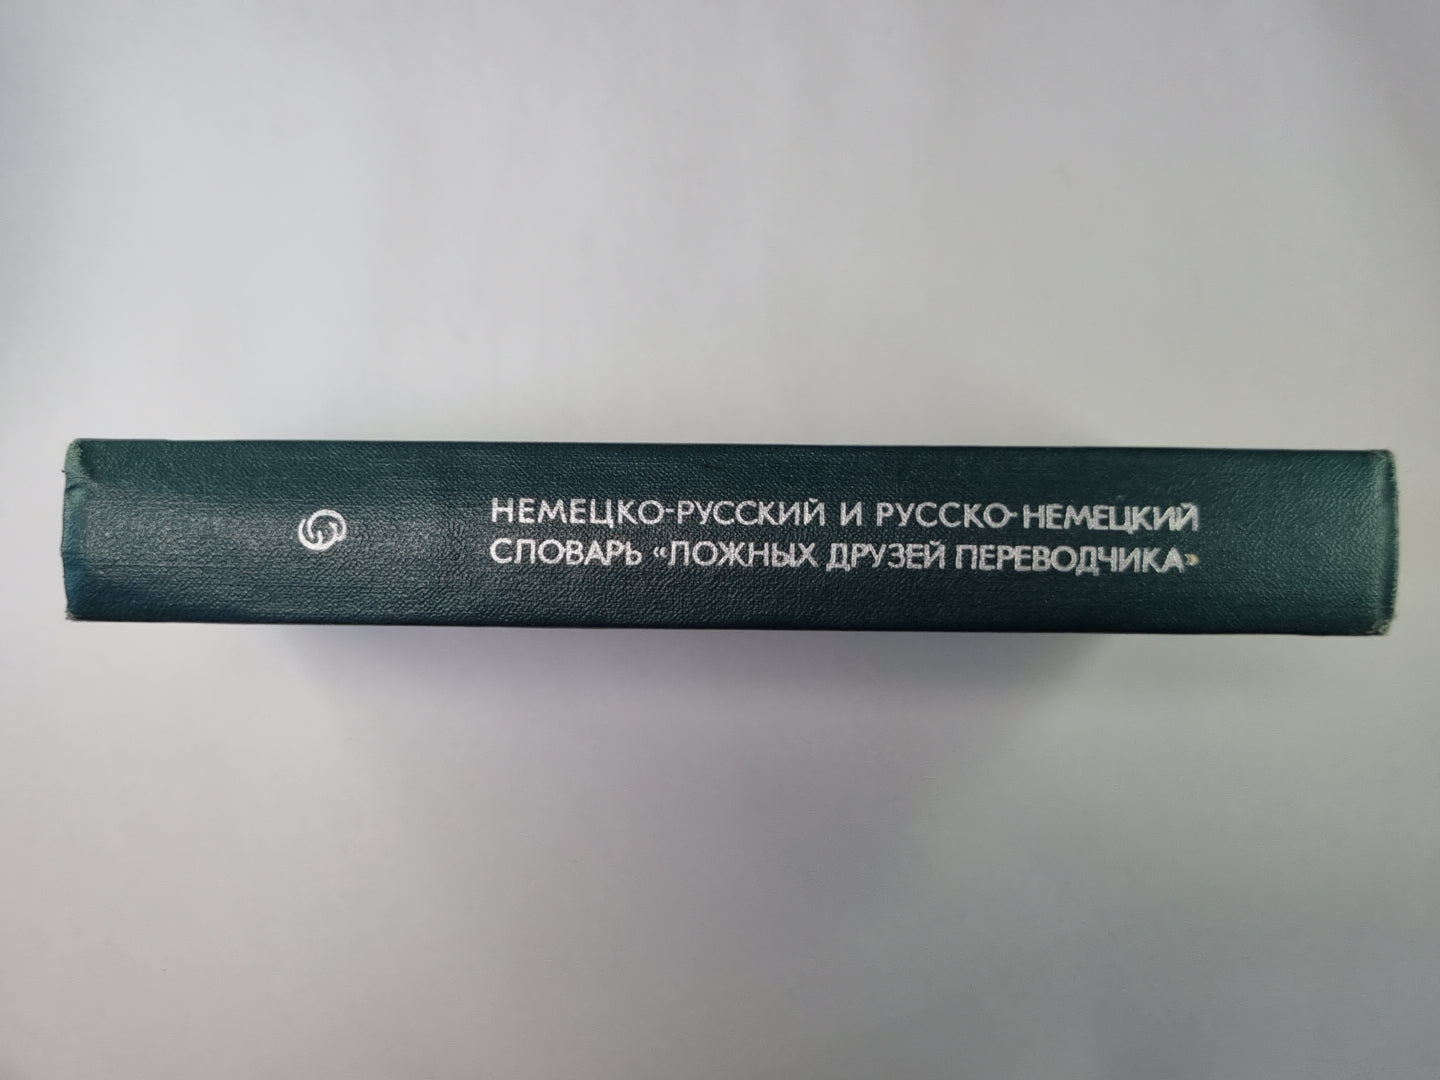 НЕМЕЦКО-РУССКИЙ И РУССКО-НЕМЕЦКИЙ
СЛОВАРЬ «ЛОЖНЫХ ДРУЗЕЙ ПЕРЕВОДЧИКА»